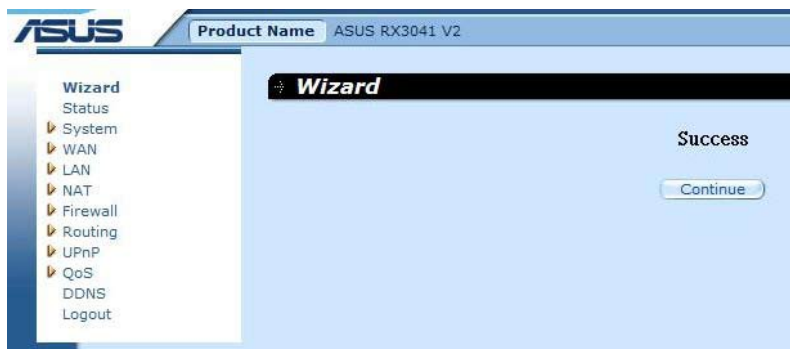 ASUS
Product Name ASUS RX3041 V2
Wizard
Status
System
WAN
LAN
NAT
Firewall
Routing
UPnP
QoS
DDNS
Logout
Wizard
Success
Continue